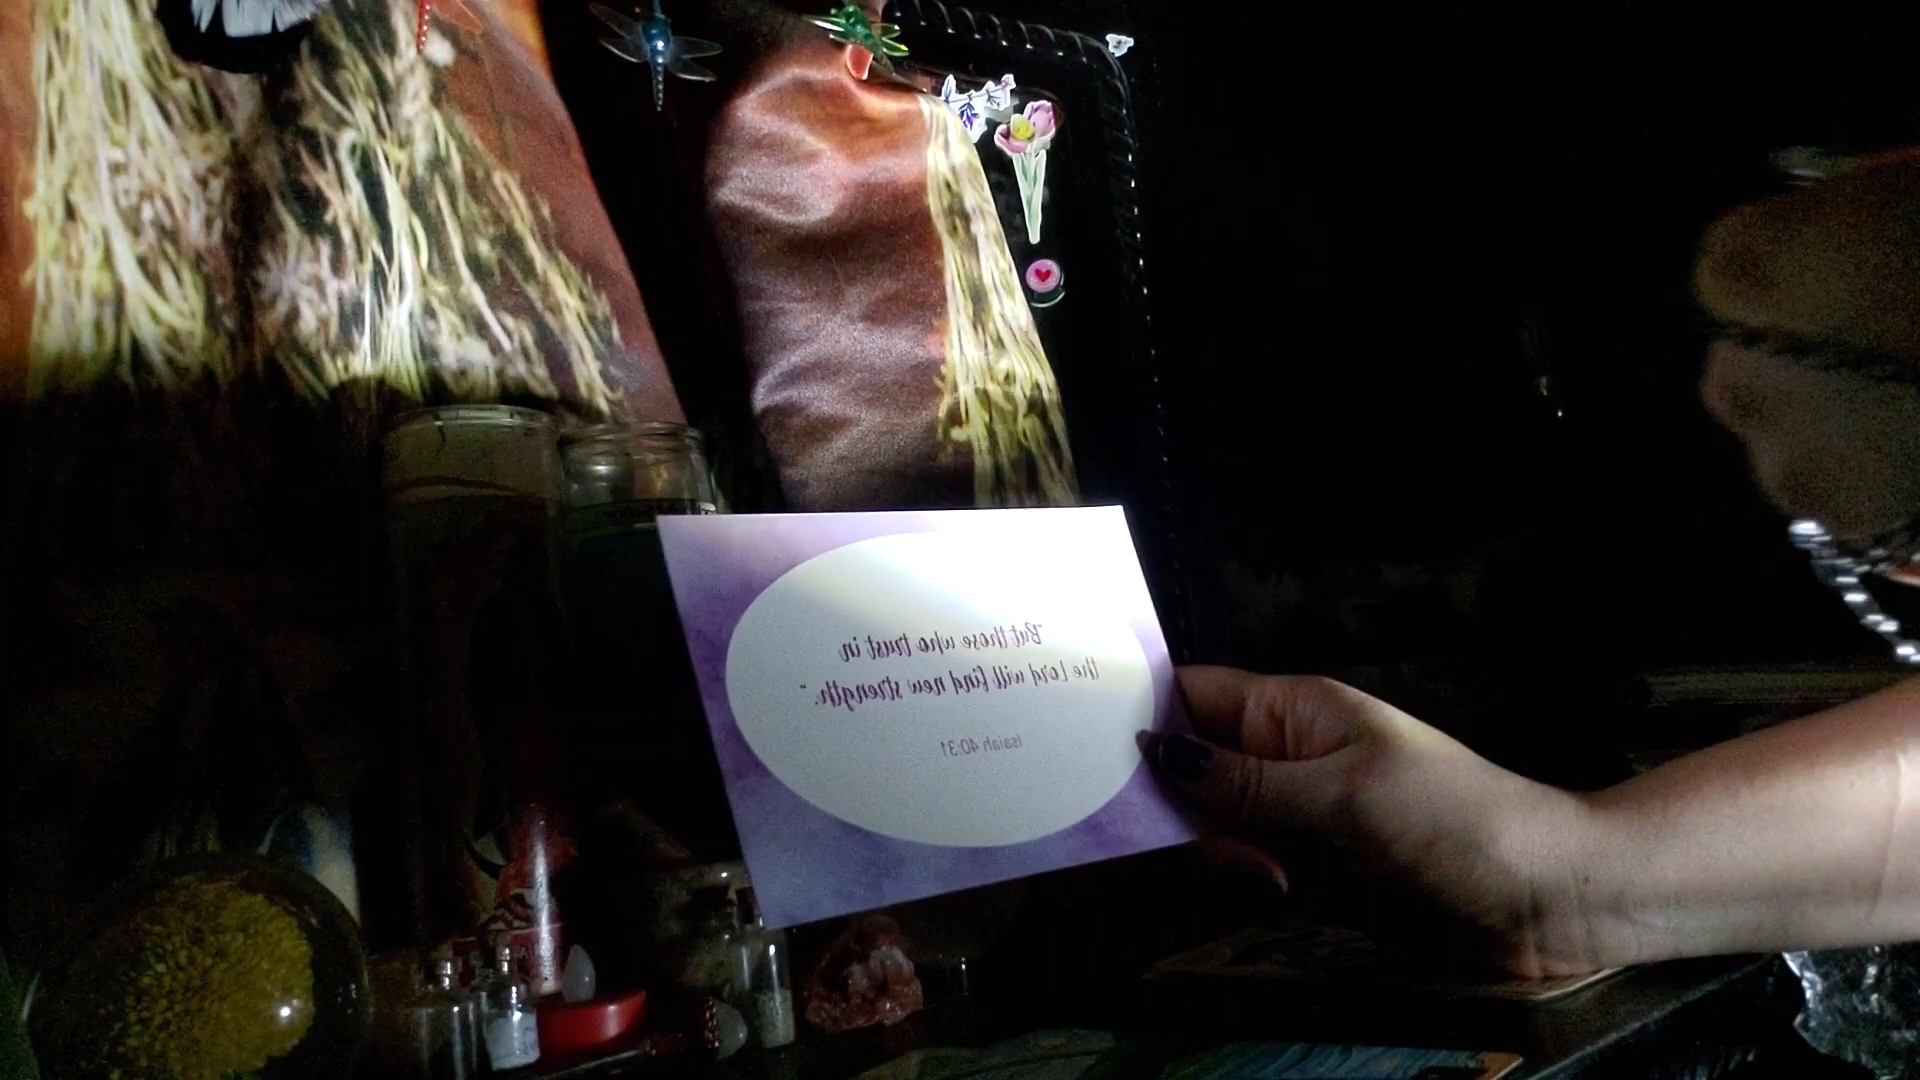 "But those who trust in
the Lord will find new strength."
Isaiah 40:31